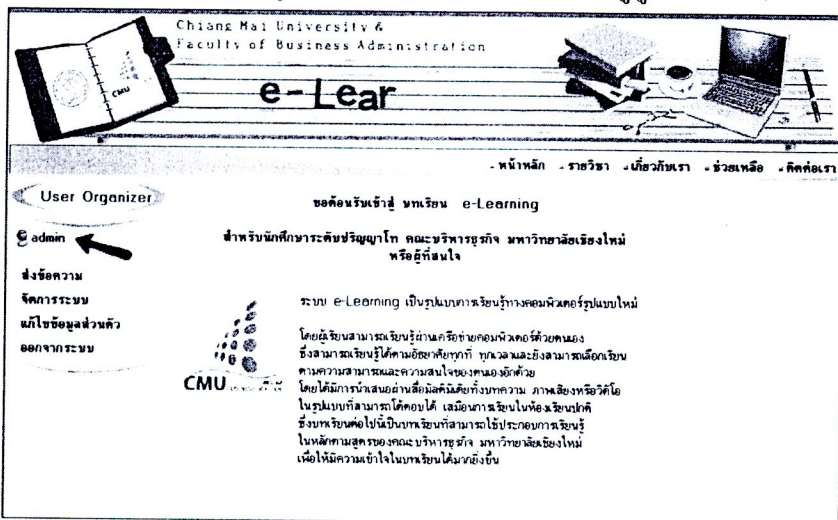 Chiang Mai University &
Faculty of Business Administration
e-Lear
CMU
หน้าหลัก รายวิชา เกี่ยวกับเรา ช่วยเหลือ ติดต่อเรา
User Organizer
admin
ส่งข้อความ
จัดการระบบ
แก้ไขข้อมูลส่วนตัว
ออกจากระบบ
ขอต้อนรับเข้าสู่ บทเรียน e-Learning
สำหรับนักศึกษาระดับปริญญาโท คณะบริหารธุรกิจ มหาวิทยาลัยเชียงใหม่
หรือผู้ที่สนใจ
CMU
ระบบ e-Learning เป็นรูปแบบการเรียนรู้ทางคอมพิวเตอร์รูปแบบใหม่
โดยผู้เรียนสามารถเรียนรู้ผ่านเครือข่ายคอมพิวเตอร์ด้วยตนเอง
ซึ่งสามารถเรียนรู้ได้ตามอัธยาศัยทุกที่ ทุกเวลาและยังสามารถเลือกเรียน
ตามความสามารถและความสนใจของตนเองอีกด้วย
โดยได้มีการนำเสนอผ่านสื่อมัลติมีเดียทั้งบทความ ภาพเสียงหรือวิดีโอ
ในรูปแบบที่สามารถโต้ตอบได้ เสมือนการเรียนในห้องเรียนปกติ
ซึ่งบทเรียนต่อไปนี้เป็นบทเรียนที่สามารถใช้ประกอบการเรียนรู้
ในหลักตามสูตรของคณะบริหารธุรกิจ มหาวิทยาลัยเชียงใหม่
เพื่อให้มีความเข้าใจในบทเรียนได้มากยิ่งขึ้น